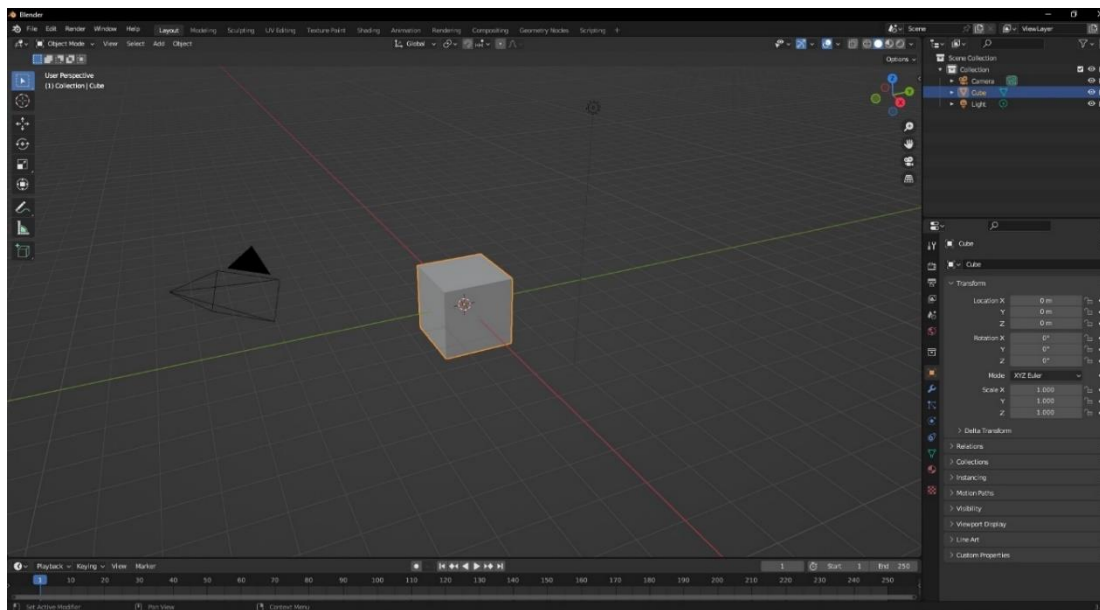 Blender
File Edit Render Window Help Layout Modeling Sculpting UV Editing Texture Paint Shading Animation Rendering Compositing Geometry Nodes Scripting +
Scene ViewLayer
Object Mode View Select Add Object
Global
Options
User Perspective
(1) Collection | Cube
Z
Y
X
Scene Collection
Collection
Camera
Cube
Light
Cube
Cube
Transform
Location X 0 m
Y 0 m
Z 0 m
Rotation X 0°
Y 0°
Z 0°
Mode XYZ Euler
Scale X 1.000
Y 1.000
Z 1.000
Delta Transform
Relations
Collections
Instancing
Motion Paths
Visibility
Viewport Display
Line Art
Custom Properties
Playback Keying View Marker
1 Start 1 End 250
1 10 20 30 40 50 60 70 80 90 100 110 120 130 140 150 160 170 180 190 200 210 220 230 240 250
Set Active Modifier Pan View Context Menu